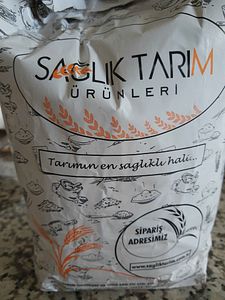 SAĞLIK TARIM
ÜRÜNLERİ
Tarımın en sağlıklı hali...
SİPARİŞ
ADRESİMİZ